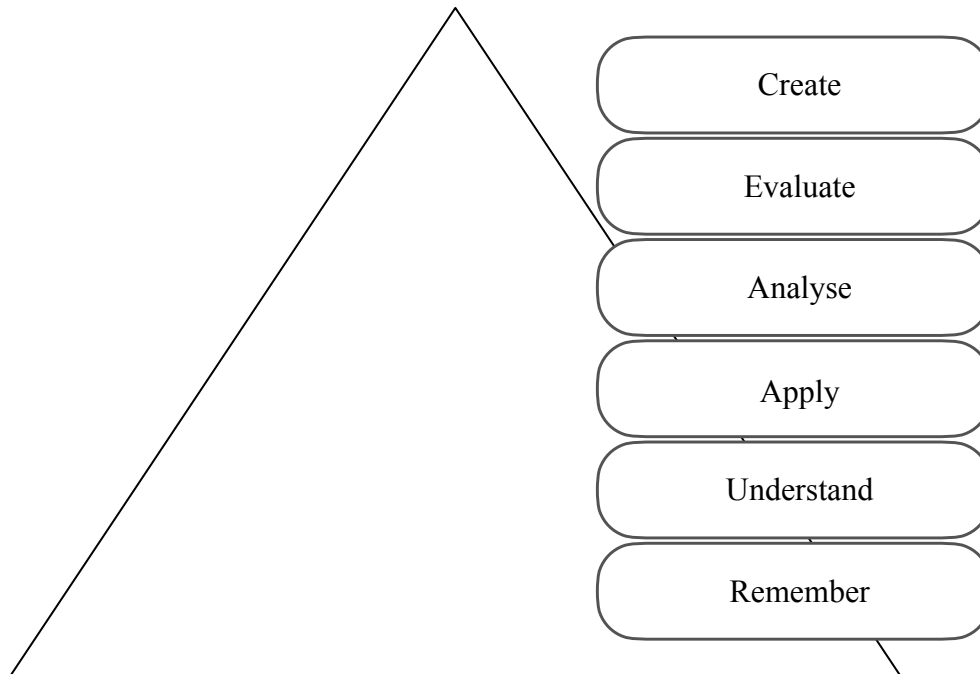 Create
Evaluate
Analyse
Apply
Understand
Remember